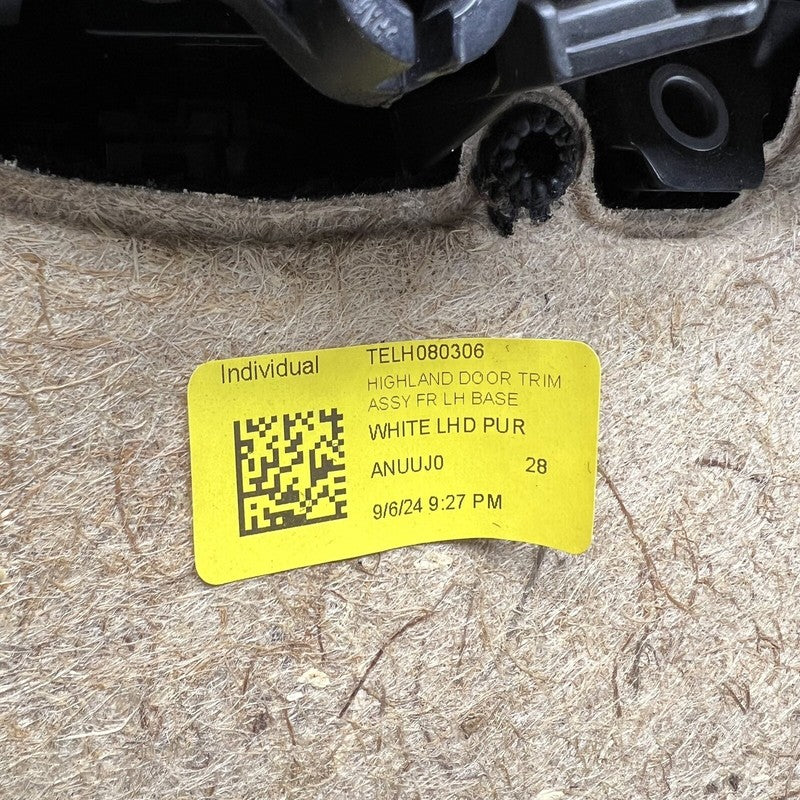 Individual TELH080306
HIGHLAND DOOR TRIM
ASSY FR LH BASE
WHITE LHD PUR
ANUUJ0 28
9/6/24 9:27 PM